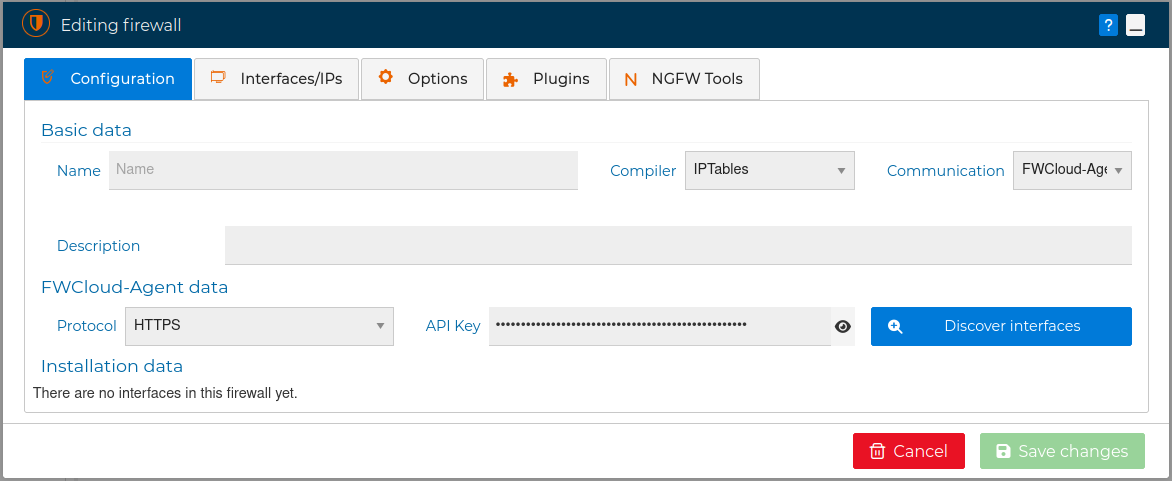 Editing firewall ? _
Configuration Interfaces/IPs Options Plugins N NGFW Tools
Basic data
Name Name Compiler IPTables Communication FWCloud-Age
Description
FWCloud-Agent data
Protocol HTTPS API Key •••••••••••••••••••••••••••••••••••••••••••••••••• Discover interfaces
Installation data
There are no interfaces in this firewall yet.
Cancel Save changes